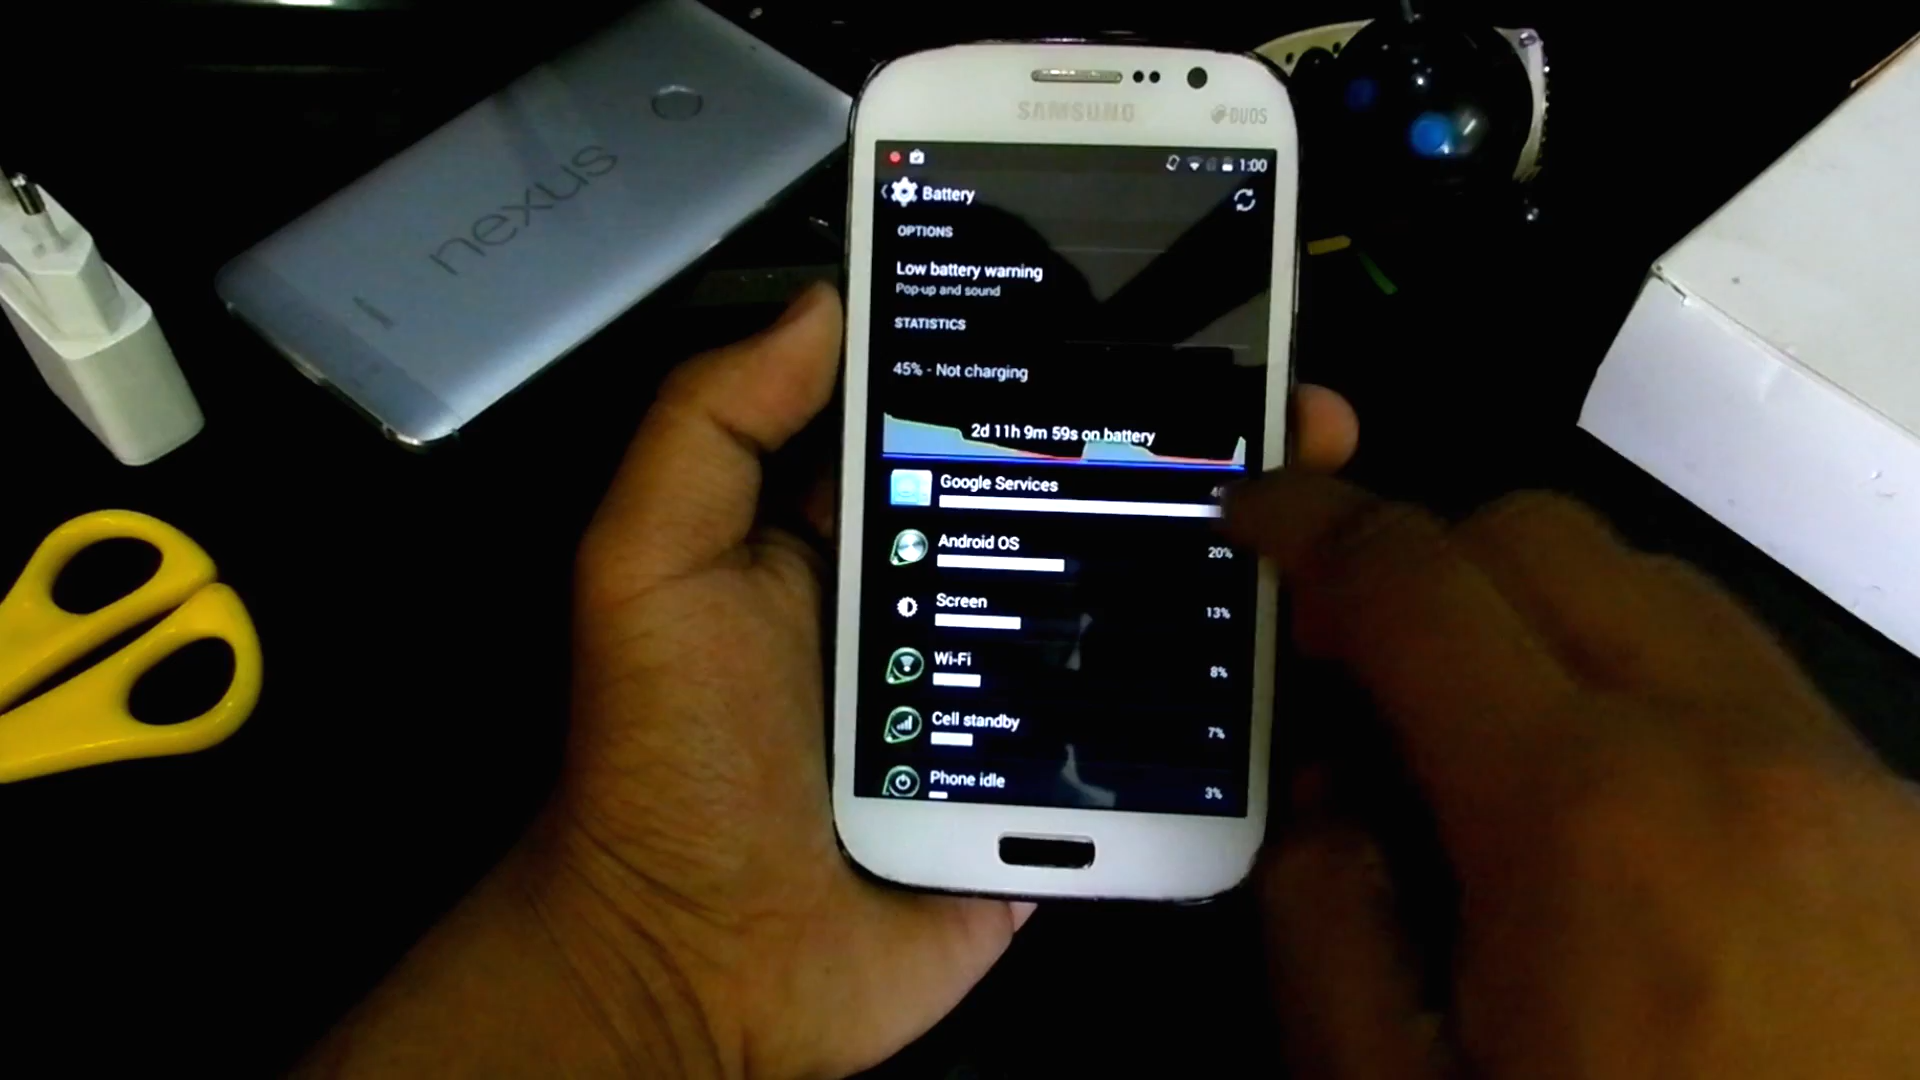 nexus
SAMSUNG
DUOS
1:00
Battery
OPTIONS
Low battery warning
Pop-up and sound
STATISTICS
45% - Not charging
2d 11h 9m 59s on battery
Google Services
Android OS
20%
Screen
13%
Wi-Fi
8%
Cell standby
7%
Phone idle
3%